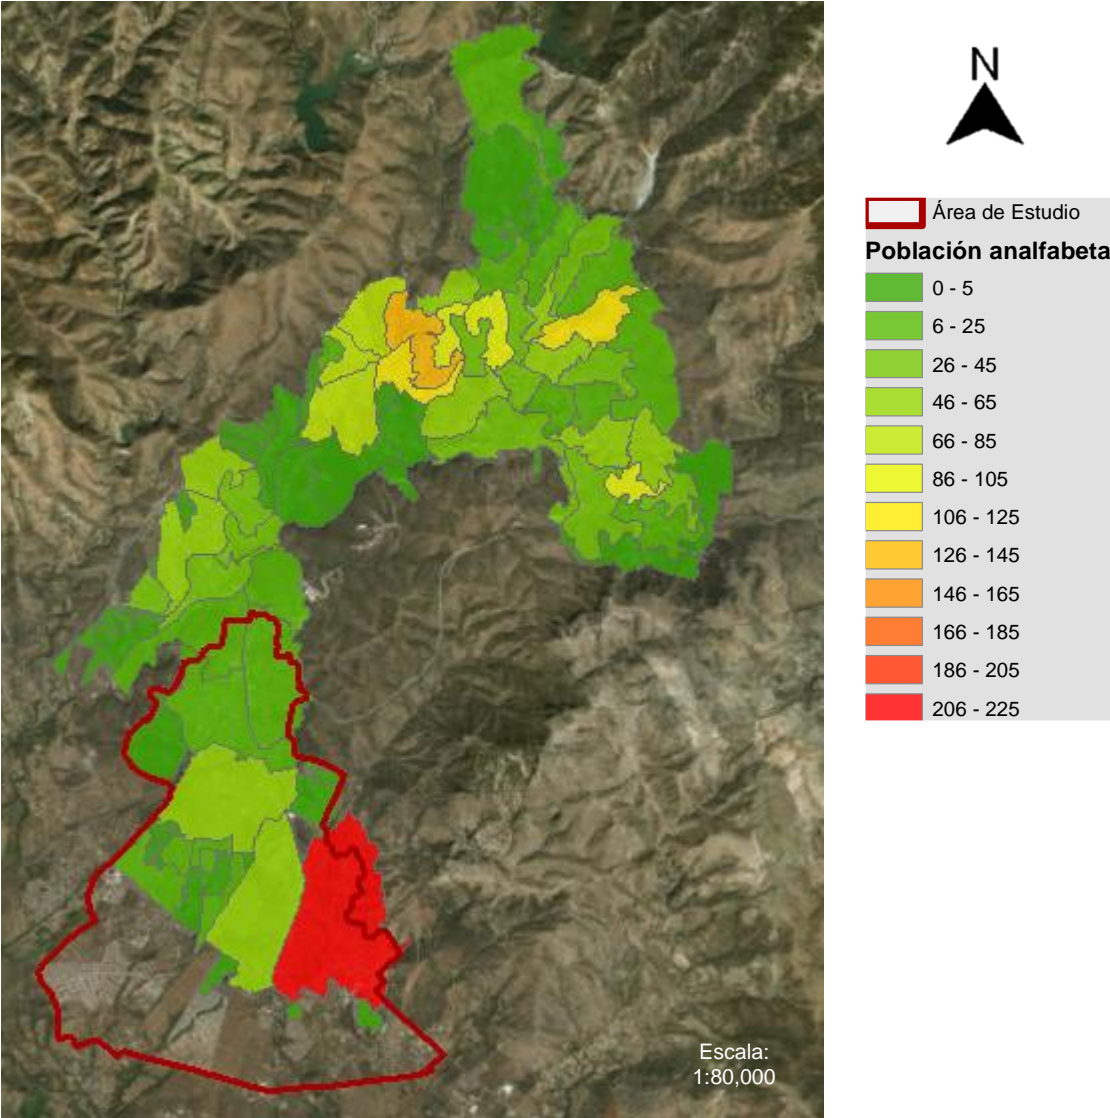 N
Área de Estudio
Población analfabeta
0 - 5
6 - 25
26 - 45
46 - 65
66 - 85
86 - 105
106 - 125
126 - 145
146 - 165
166 - 185
186 - 205
206 - 225
Escala:
1:80,000